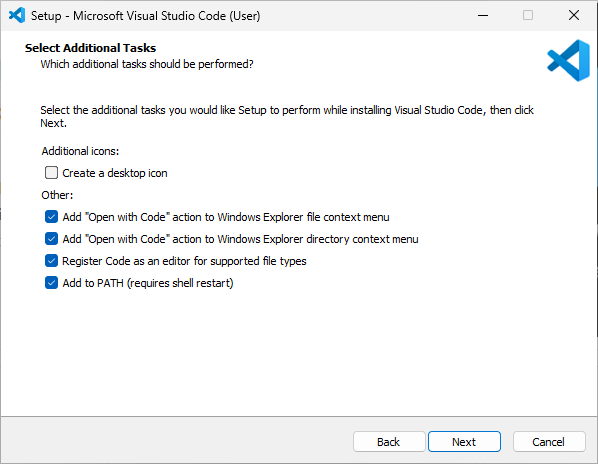 Setup - Microsoft Visual Studio Code (User)
Select Additional Tasks
Which additional tasks should be performed?
Select the additional tasks you would like Setup to perform while installing Visual Studio Code, then click
Next.
Additional icons:
Create a desktop icon
Other:
Add "Open with Code" action to Windows Explorer file context menu
Add "Open with Code" action to Windows Explorer directory context menu
Register Code as an editor for supported file types
Add to PATH (requires shell restart)
Back Next Cancel